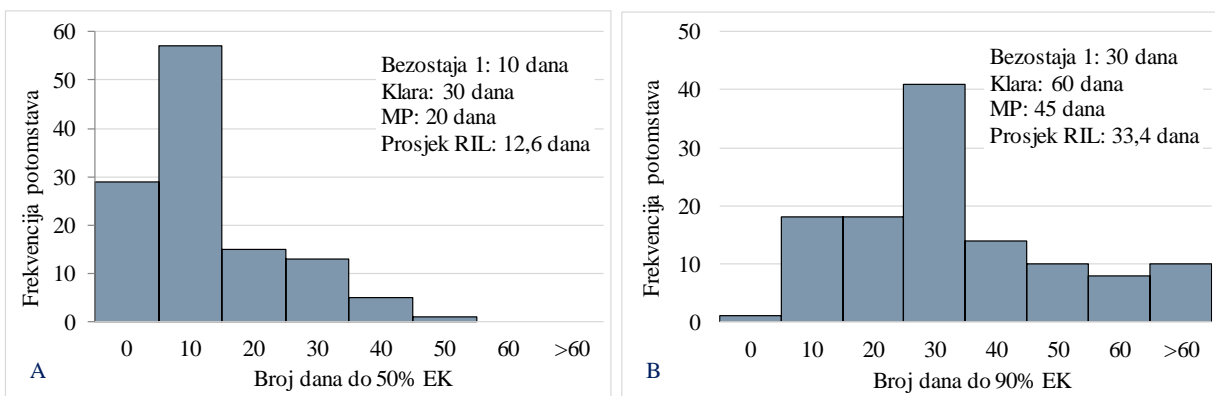 60
50
40
30
20
10
0
Frekvencija potomstava
Bezostaja 1: 10 dana
Klara: 30 dana
MP: 20 dana
Prosjek RIL: 12,6 dana
0 10 20 30 40 50 60 >60
Broj dana do 50% EK
A
50
40
30
20
10
0
Frekvencija potomstava
Bezostaja 1: 30 dana
Klara: 60 dana
MP: 45 dana
Prosjek RIL: 33,4 dana
0 10 20 30 40 50 60 >60
Broj dana do 90% EK
B